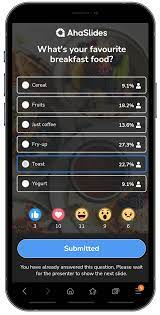 AhaSlides
What's your favourite
breakfast food?
Cereal 9.1%
Fruits 18.2%
Just coffee 13.6%
Fry-up 27.3%
Toast 22.7%
Yogurt 9.1%
3 10 11 9 6
Submitted
You have already answered this question. Please wait
for the presenter to show the next slide.